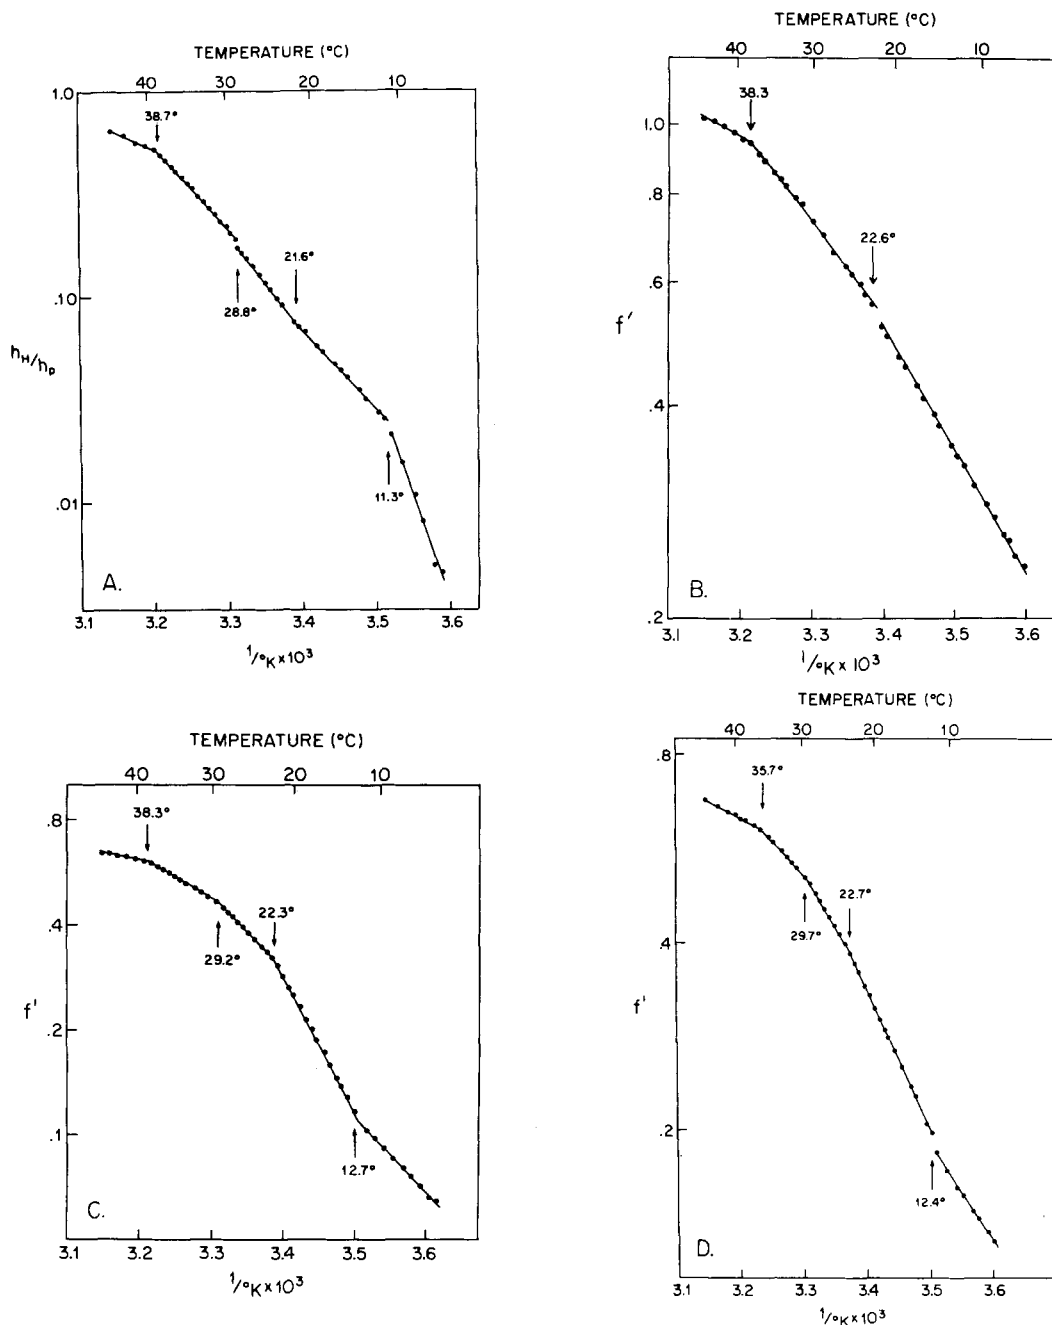 TEMPERATURE (°C)
40 30 20 10
1.0
38.7°
21.6°
.10
28.8°
hH/hp
11.3°
.01
A.
3.1 3.2 3.3 3.4 3.5 3.6
1/°K×10³
TEMPERATURE (°C)
40 30 20 10
38.3
1.0
.8
22.6°
.6
f'
.4
B.
.2
3.1 3.2 3.3 3.4 3.5 3.6
1/°K × 10³
TEMPERATURE (°C)
40 30 20 10
.8
38.3°
.4
22.3°
29.2°
f'
.2
.1
12.7°
C.
3.1 3.2 3.3 3.4 3.5 3.6
1/°K×10³
TEMPERATURE (°C)
40 30 20 10
.8
35.7°
22.7°
29.7°
.4
f'
.2
12.4°
D.
3.1 3.2 3.3 3.4 3.5 3.6
1/°K×10³